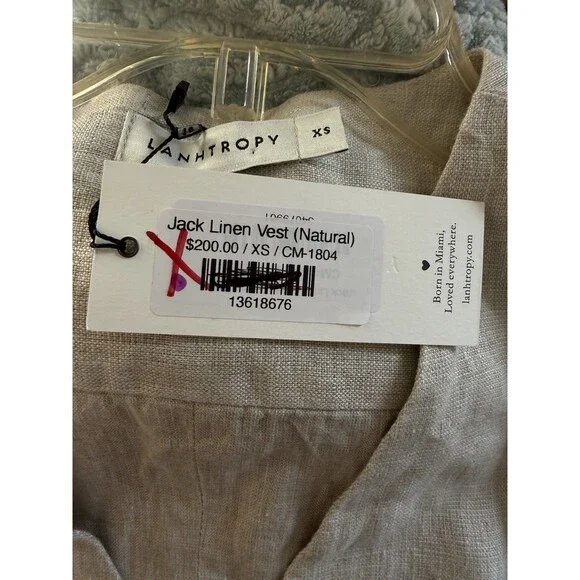 LANHTROPY
XS
Jack Linen Vest (Natural)
$200.00 / XS / CM-1804
13618676
Born in Miami,
Loved everywhere.
lanhtropy.com